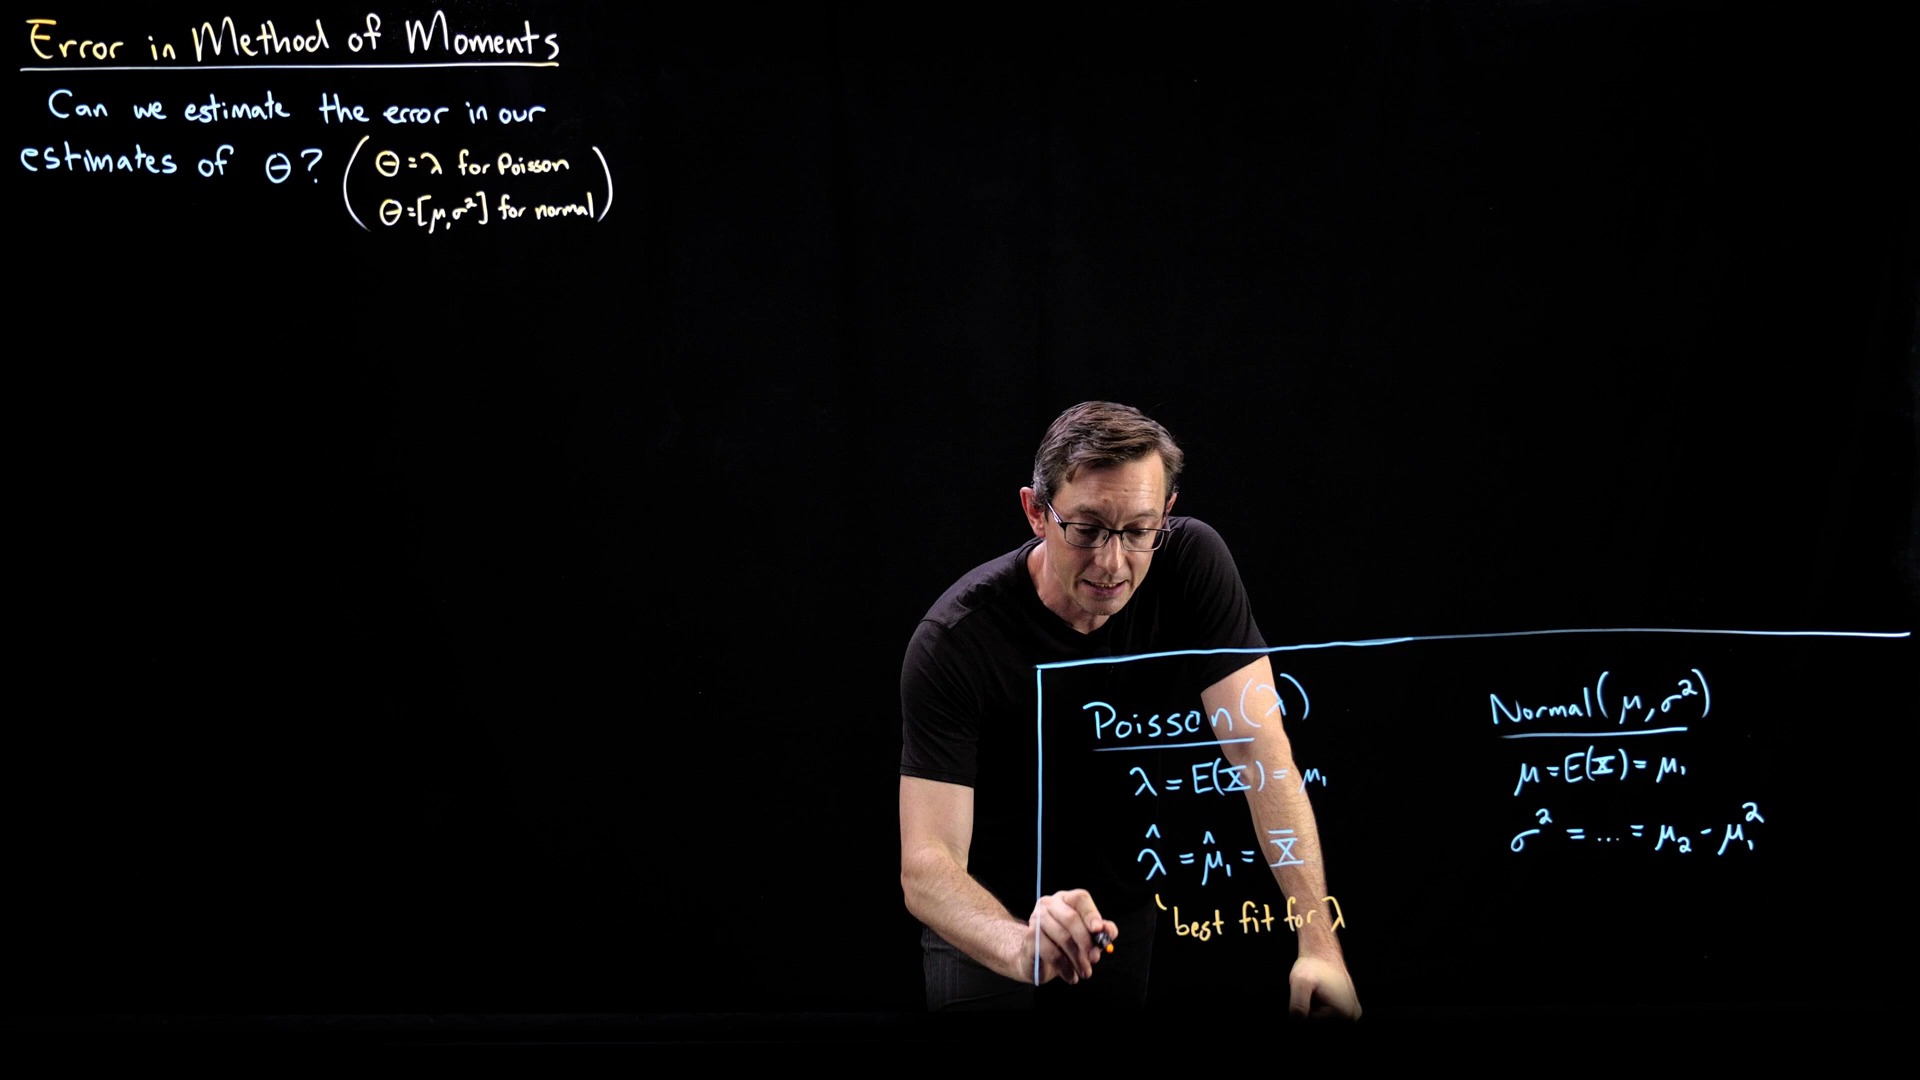 Error in Method of Moments
Can we estimate the error in our
estimates of Θ? (Θ=λ for Poisson
Θ=[μ,σ²] for normal)
Poisson(λ)
λ = E(X) = μ₁
λ̂ = μ̂₁ = X̄
best fit for λ
Normal(μ,σ²)
μ=E(X)= μ₁
σ² = ... = μ₂ - μ₁²